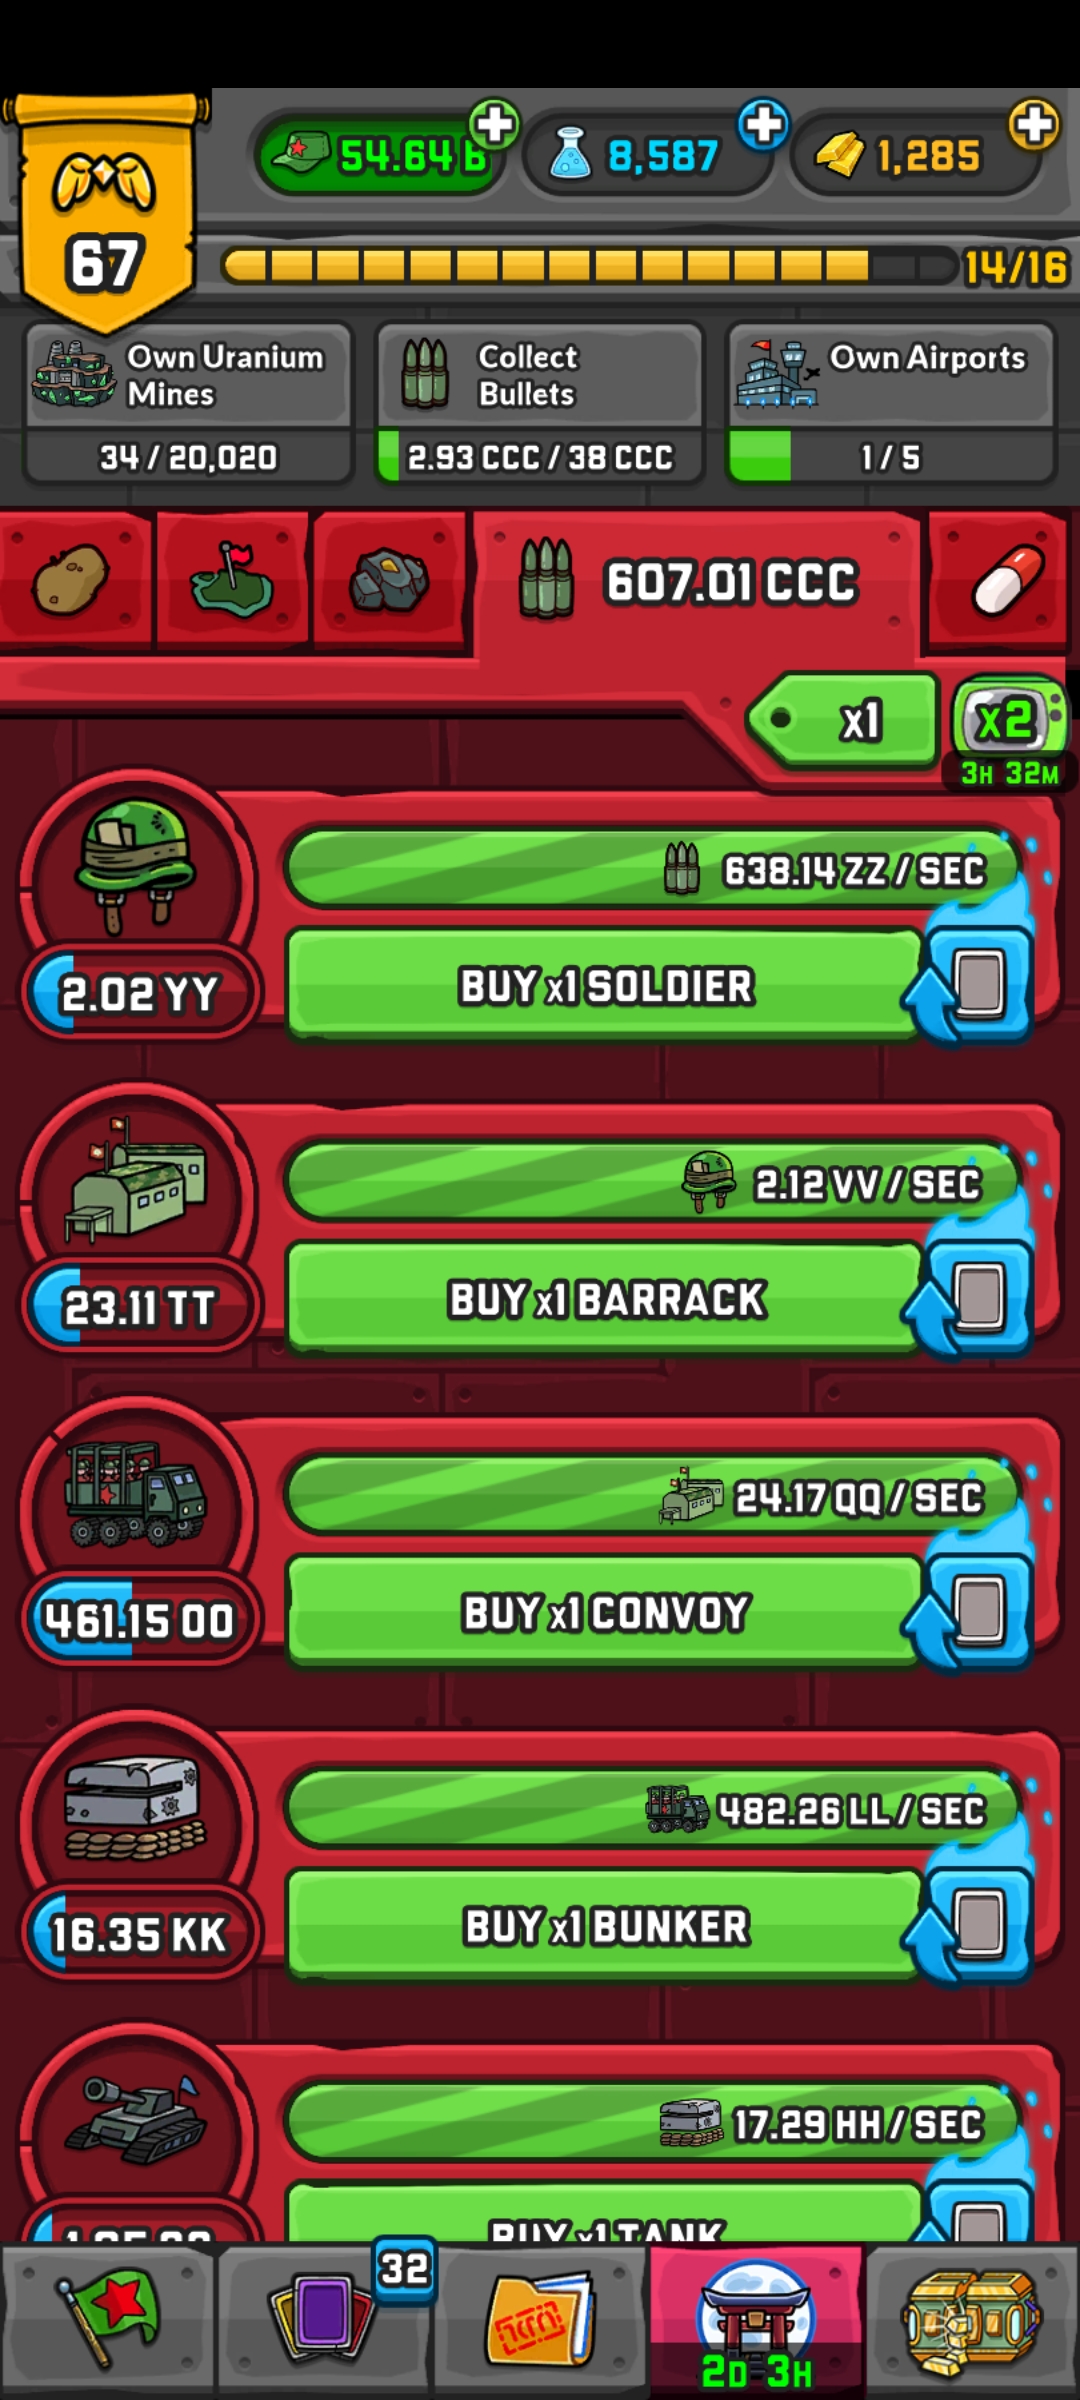 54.64 B
8,587
1,285
67
14/16
Own Uranium
Mines
34 / 20,020
Collect
Bullets
2.93 CCC / 38 CCC
Own Airports
1 / 5
607.01 CCC
x1
x2
3H 32M
638.14 ZZ / SEC
2.02 YY
BUY x1 SOLDIER
2.12 VV / SEC
23.11 TT
BUY x1 BARRACK
24.17 QQ / SEC
461.15 OO
BUY x1 CONVOY
482.26 LL / SEC
16.35 KK
BUY x1 BUNKER
17.29 HH / SEC
BUY x1 TANK
32
2D 3H